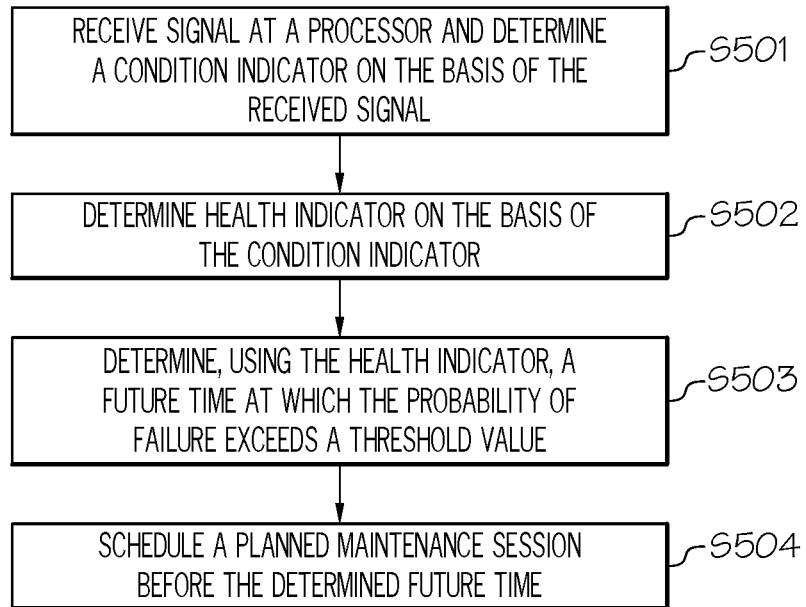 RECEIVE SIGNAL AT A PROCESSOR AND DETERMINE
A CONDITION INDICATOR ON THE BASIS OF THE
RECEIVED SIGNAL
S501
DETERMINE HEALTH INDICATOR ON THE BASIS OF
THE CONDITION INDICATOR
S502
DETERMINE, USING THE HEALTH INDICATOR, A
FUTURE TIME AT WHICH THE PROBABILITY OF
FAILURE EXCEEDS A THRESHOLD VALUE
S503
SCHEDULE A PLANNED MAINTENANCE SESSION
BEFORE THE DETERMINED FUTURE TIME
S504